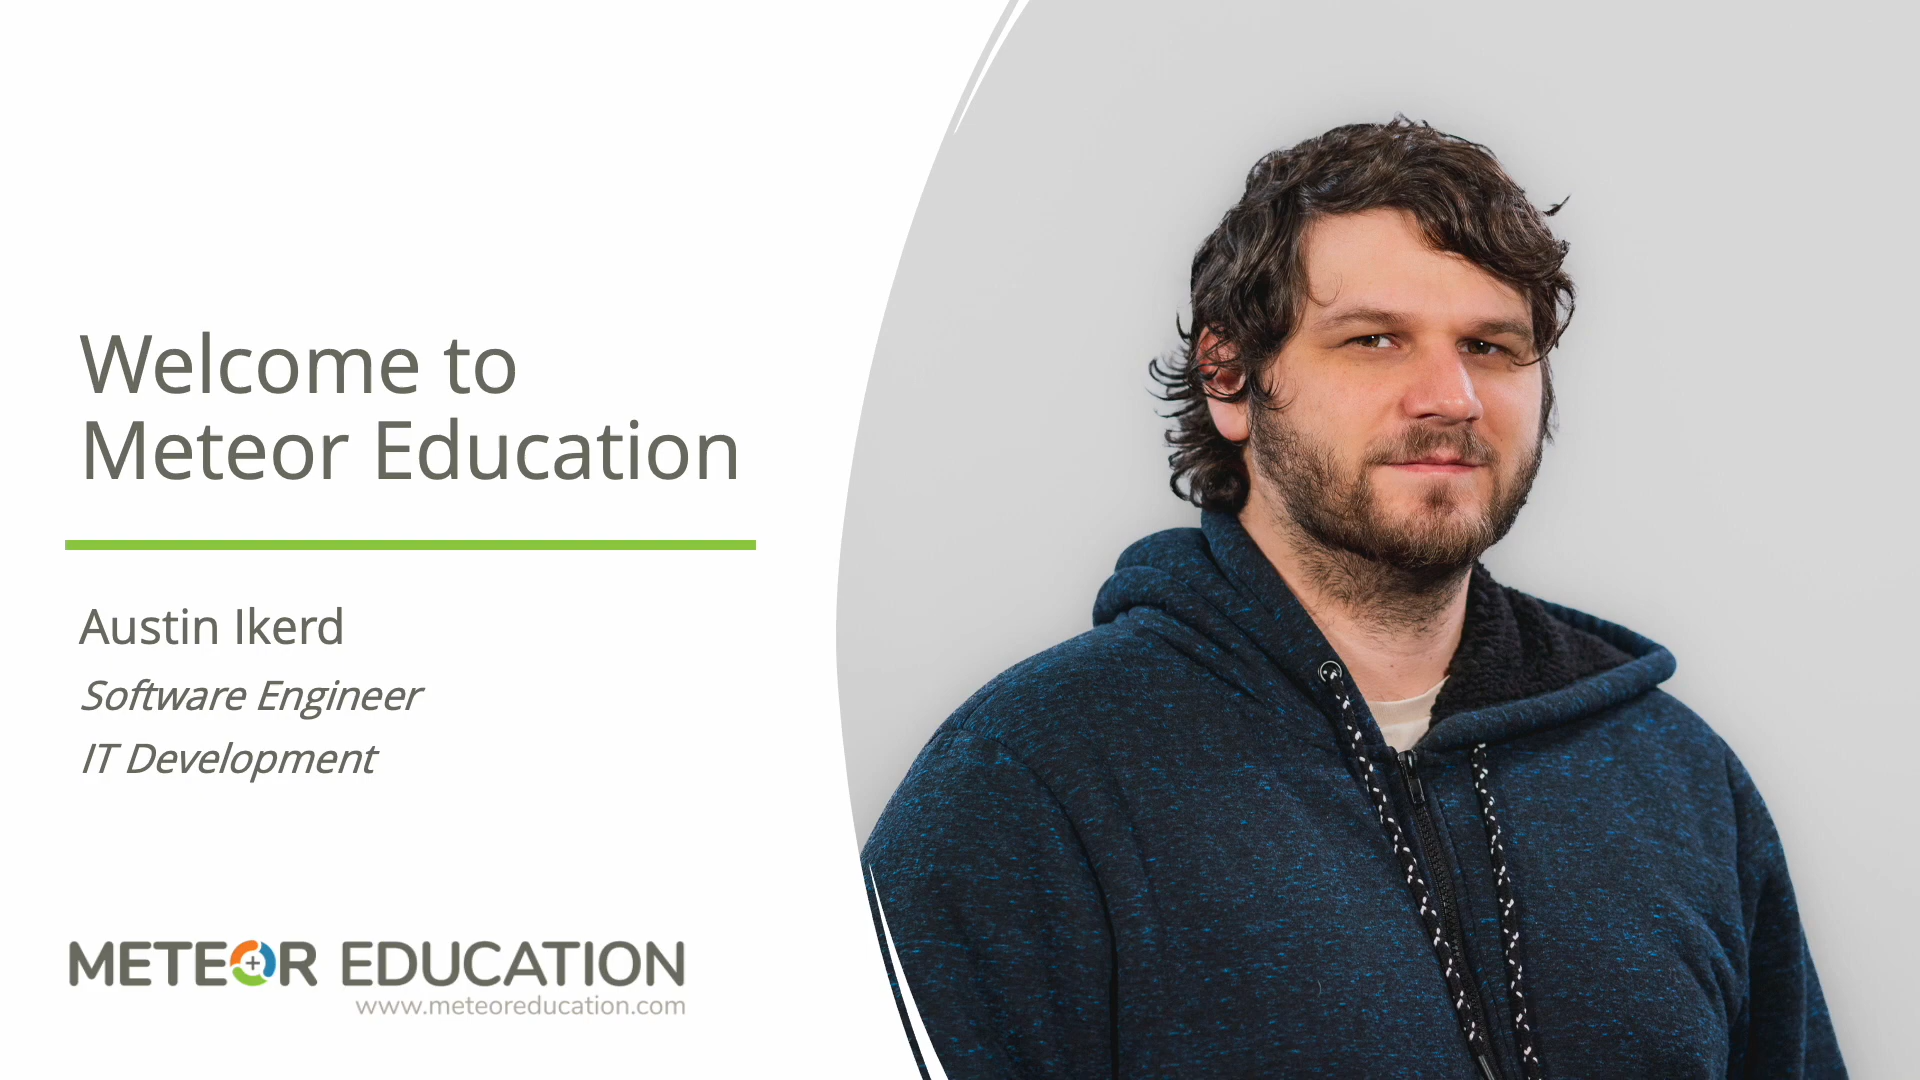 Welcome to
Meteor Education
Austin Ikerd
Software Engineer
IT Development
METEOR EDUCATION
www.meteoreducation.com